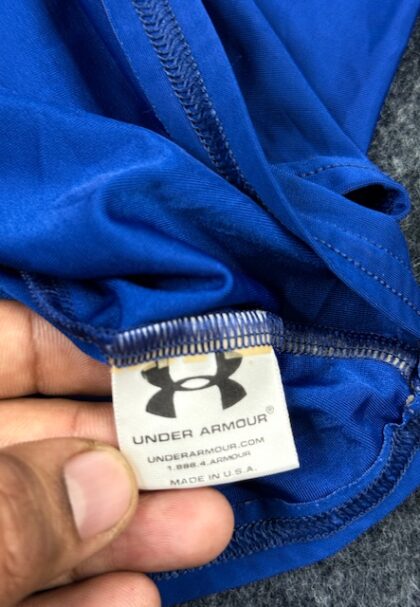 UNDER ARMOUR®
UNDERARMOUR.COM
1.888.4.ARMOUR
MADE IN U.S.A.